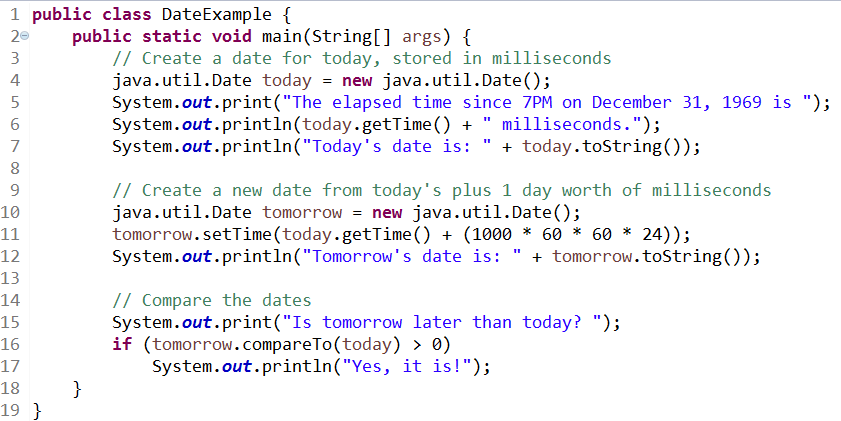 1 public class DateExample {
2 public static void main(String[] args) {
3 // Create a date for today, stored in milliseconds
4 java.util.Date today = new java.util.Date();
5 System.out.print("The elapsed time since 7PM on December 31, 1969 is ");
6 System.out.println(today.getTime() + " milliseconds.");
7 System.out.println("Today's date is: " + today.toString());
8
9 // Create a new date from today's plus 1 day worth of milliseconds
10 java.util.Date tomorrow = new java.util.Date();
11 tomorrow.setTime(today.getTime() + (1000 * 60 * 60 * 24));
12 System.out.println("Tomorrow's date is: " + tomorrow.toString());
13
14 // Compare the dates
15 System.out.print("Is tomorrow later than today? ");
16 if (tomorrow.compareTo(today) > 0)
17 System.out.println("Yes, it is!");
18 }
19 }